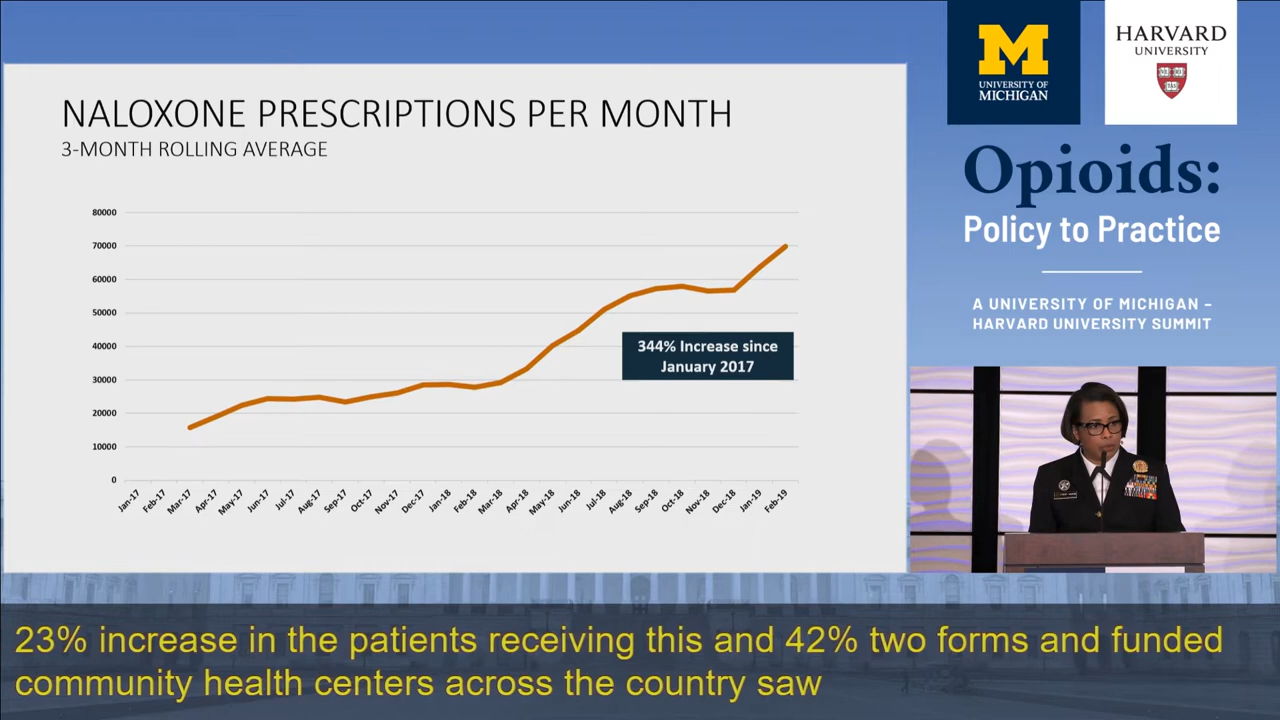 NALOXONE PRESCRIPTIONS PER MONTH
3-MONTH ROLLING AVERAGE
80000
70000
60000
50000
40000
30000
20000
10000
0
344% Increase since
January 2017
Jan-17
Feb-17
Mar-17
Apr-17
May-17
Jun-17
Jul-17
Aug-17
Sep-17
Oct-17
Nov-17
Dec-17
Jan-18
Feb-18
Mar-18
Apr-18
May-18
Jun-18
Jul-18
Aug-18
Sep-18
Oct-18
Nov-18
Dec-18
Jan-19
Feb-19
M
UNIVERSITY OF
MICHIGAN
HARVARD
UNIVERSITY
Opioids:
Policy to Practice
A UNIVERSITY OF MICHIGAN –
HARVARD UNIVERSITY SUMMIT
23% increase in the patients receiving this and 42% two forms and funded
community health centers across the country saw